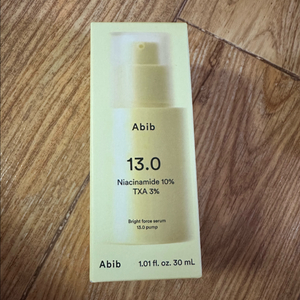 Abib
13.0
Niacinamide 10%
TXA 3%
Bright force serum
13.0 pump
Abib
1.01 fl. oz. 30 mL